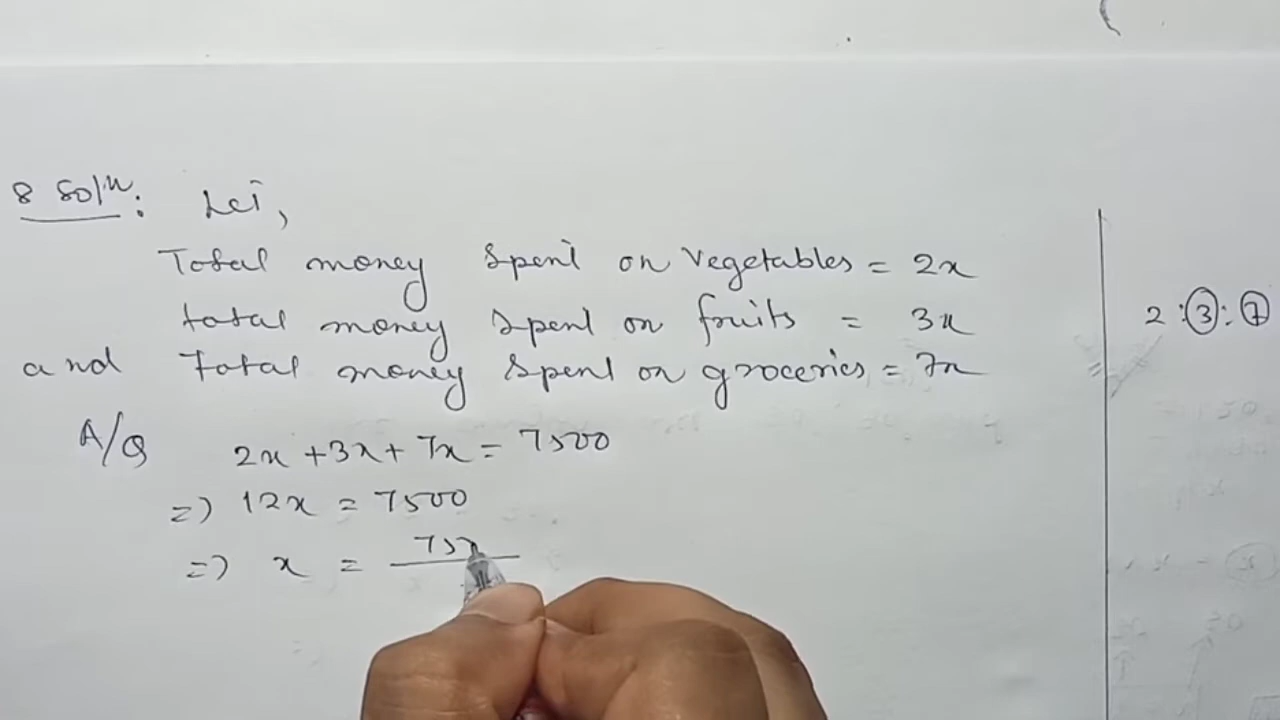 8 Solⁿ: Let,
Total money Spent on Vegetables = 2x
total money Spent on fruits = 3x
2 : 3 : 7
and Total money Spent on groceries = 7x
A/Q 2x + 3x + 7x = 7500
=) 12x = 7500
=) x = 75